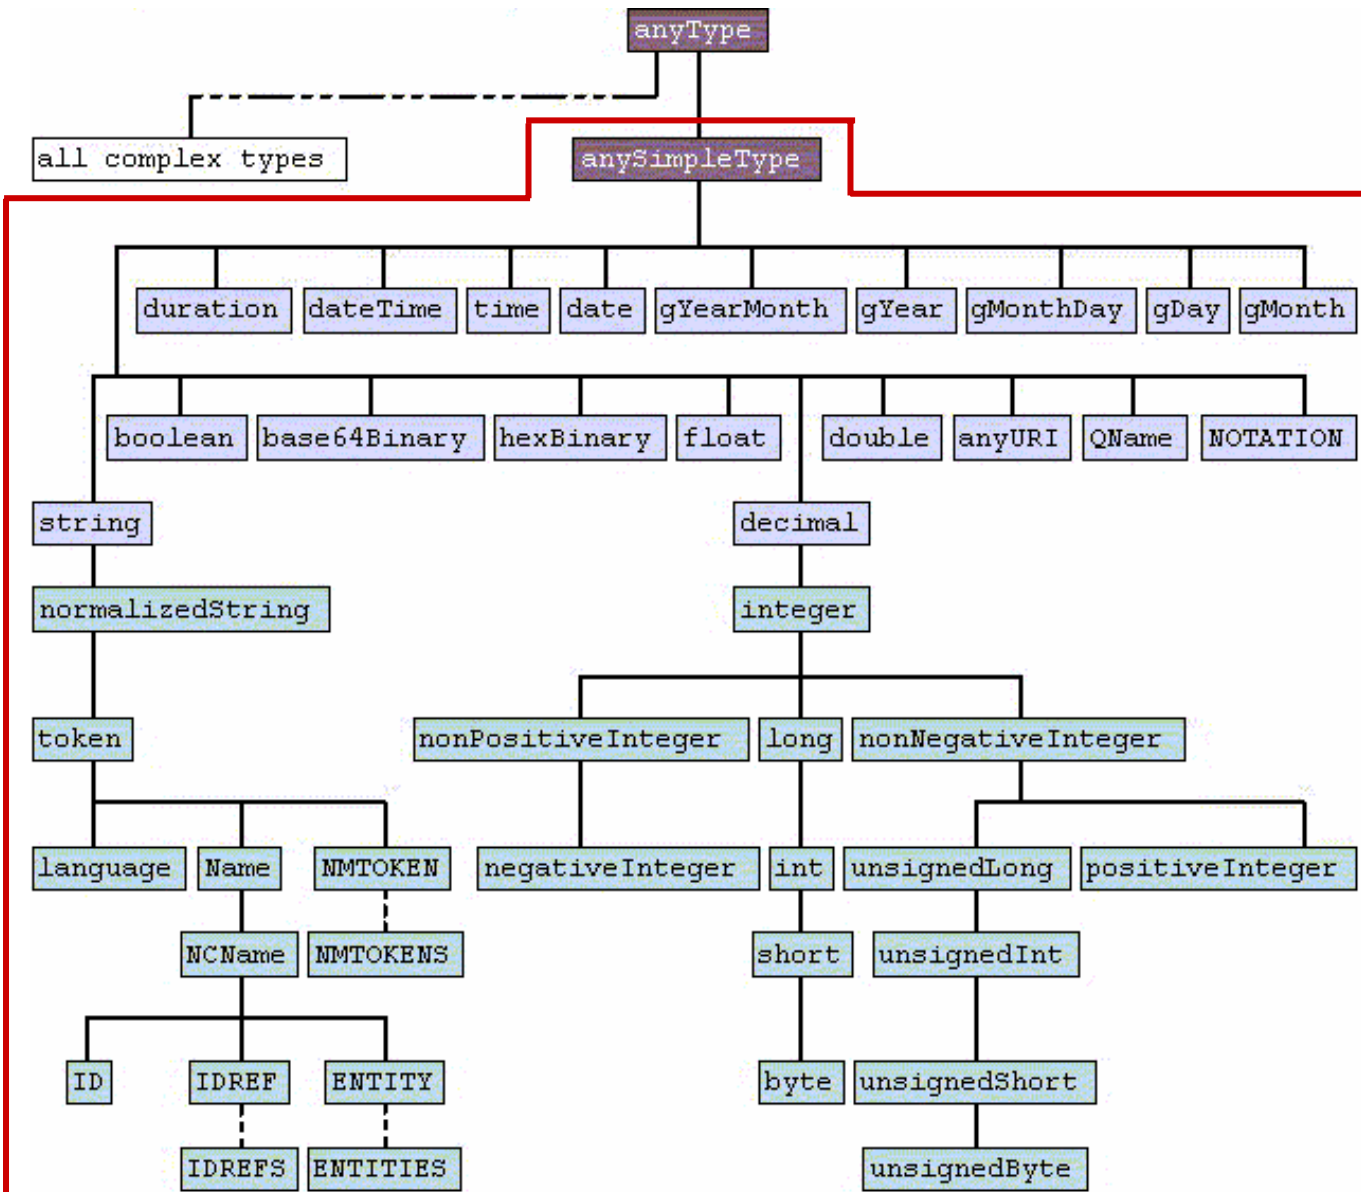 anyType
all complex types
anySimpleType
duration
dateTime
time
date
gYearMonth
gYear
gMonthDay
gDay
gMonth
boolean
base64Binary
hexBinary
float
double
anyURI
QName
NOTATION
string
decimal
normalizedString
integer
token
nonPositiveInteger
long
nonNegativeInteger
language
Name
NMTOKEN
negativeInteger
int
unsignedLong
positiveInteger
NCName
NMTOKENS
short
unsignedInt
ID
IDREF
ENTITY
byte
unsignedShort
IDREFS
ENTITIES
unsignedByte